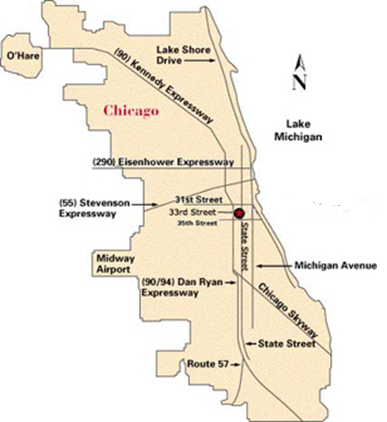 Lake Shore
Drive
O'Hare
(90) Kennedy Expressway
N
Chicago
Lake
Michigan
(290) Eisenhower Expressway
(55) Stevenson
Expressway
31st Street
33rd Street
35th Street
State Street
Midway
Airport
Michigan Avenue
(90/94) Dan Ryan
Expressway
Chicago Skyway
State Street
Route 57